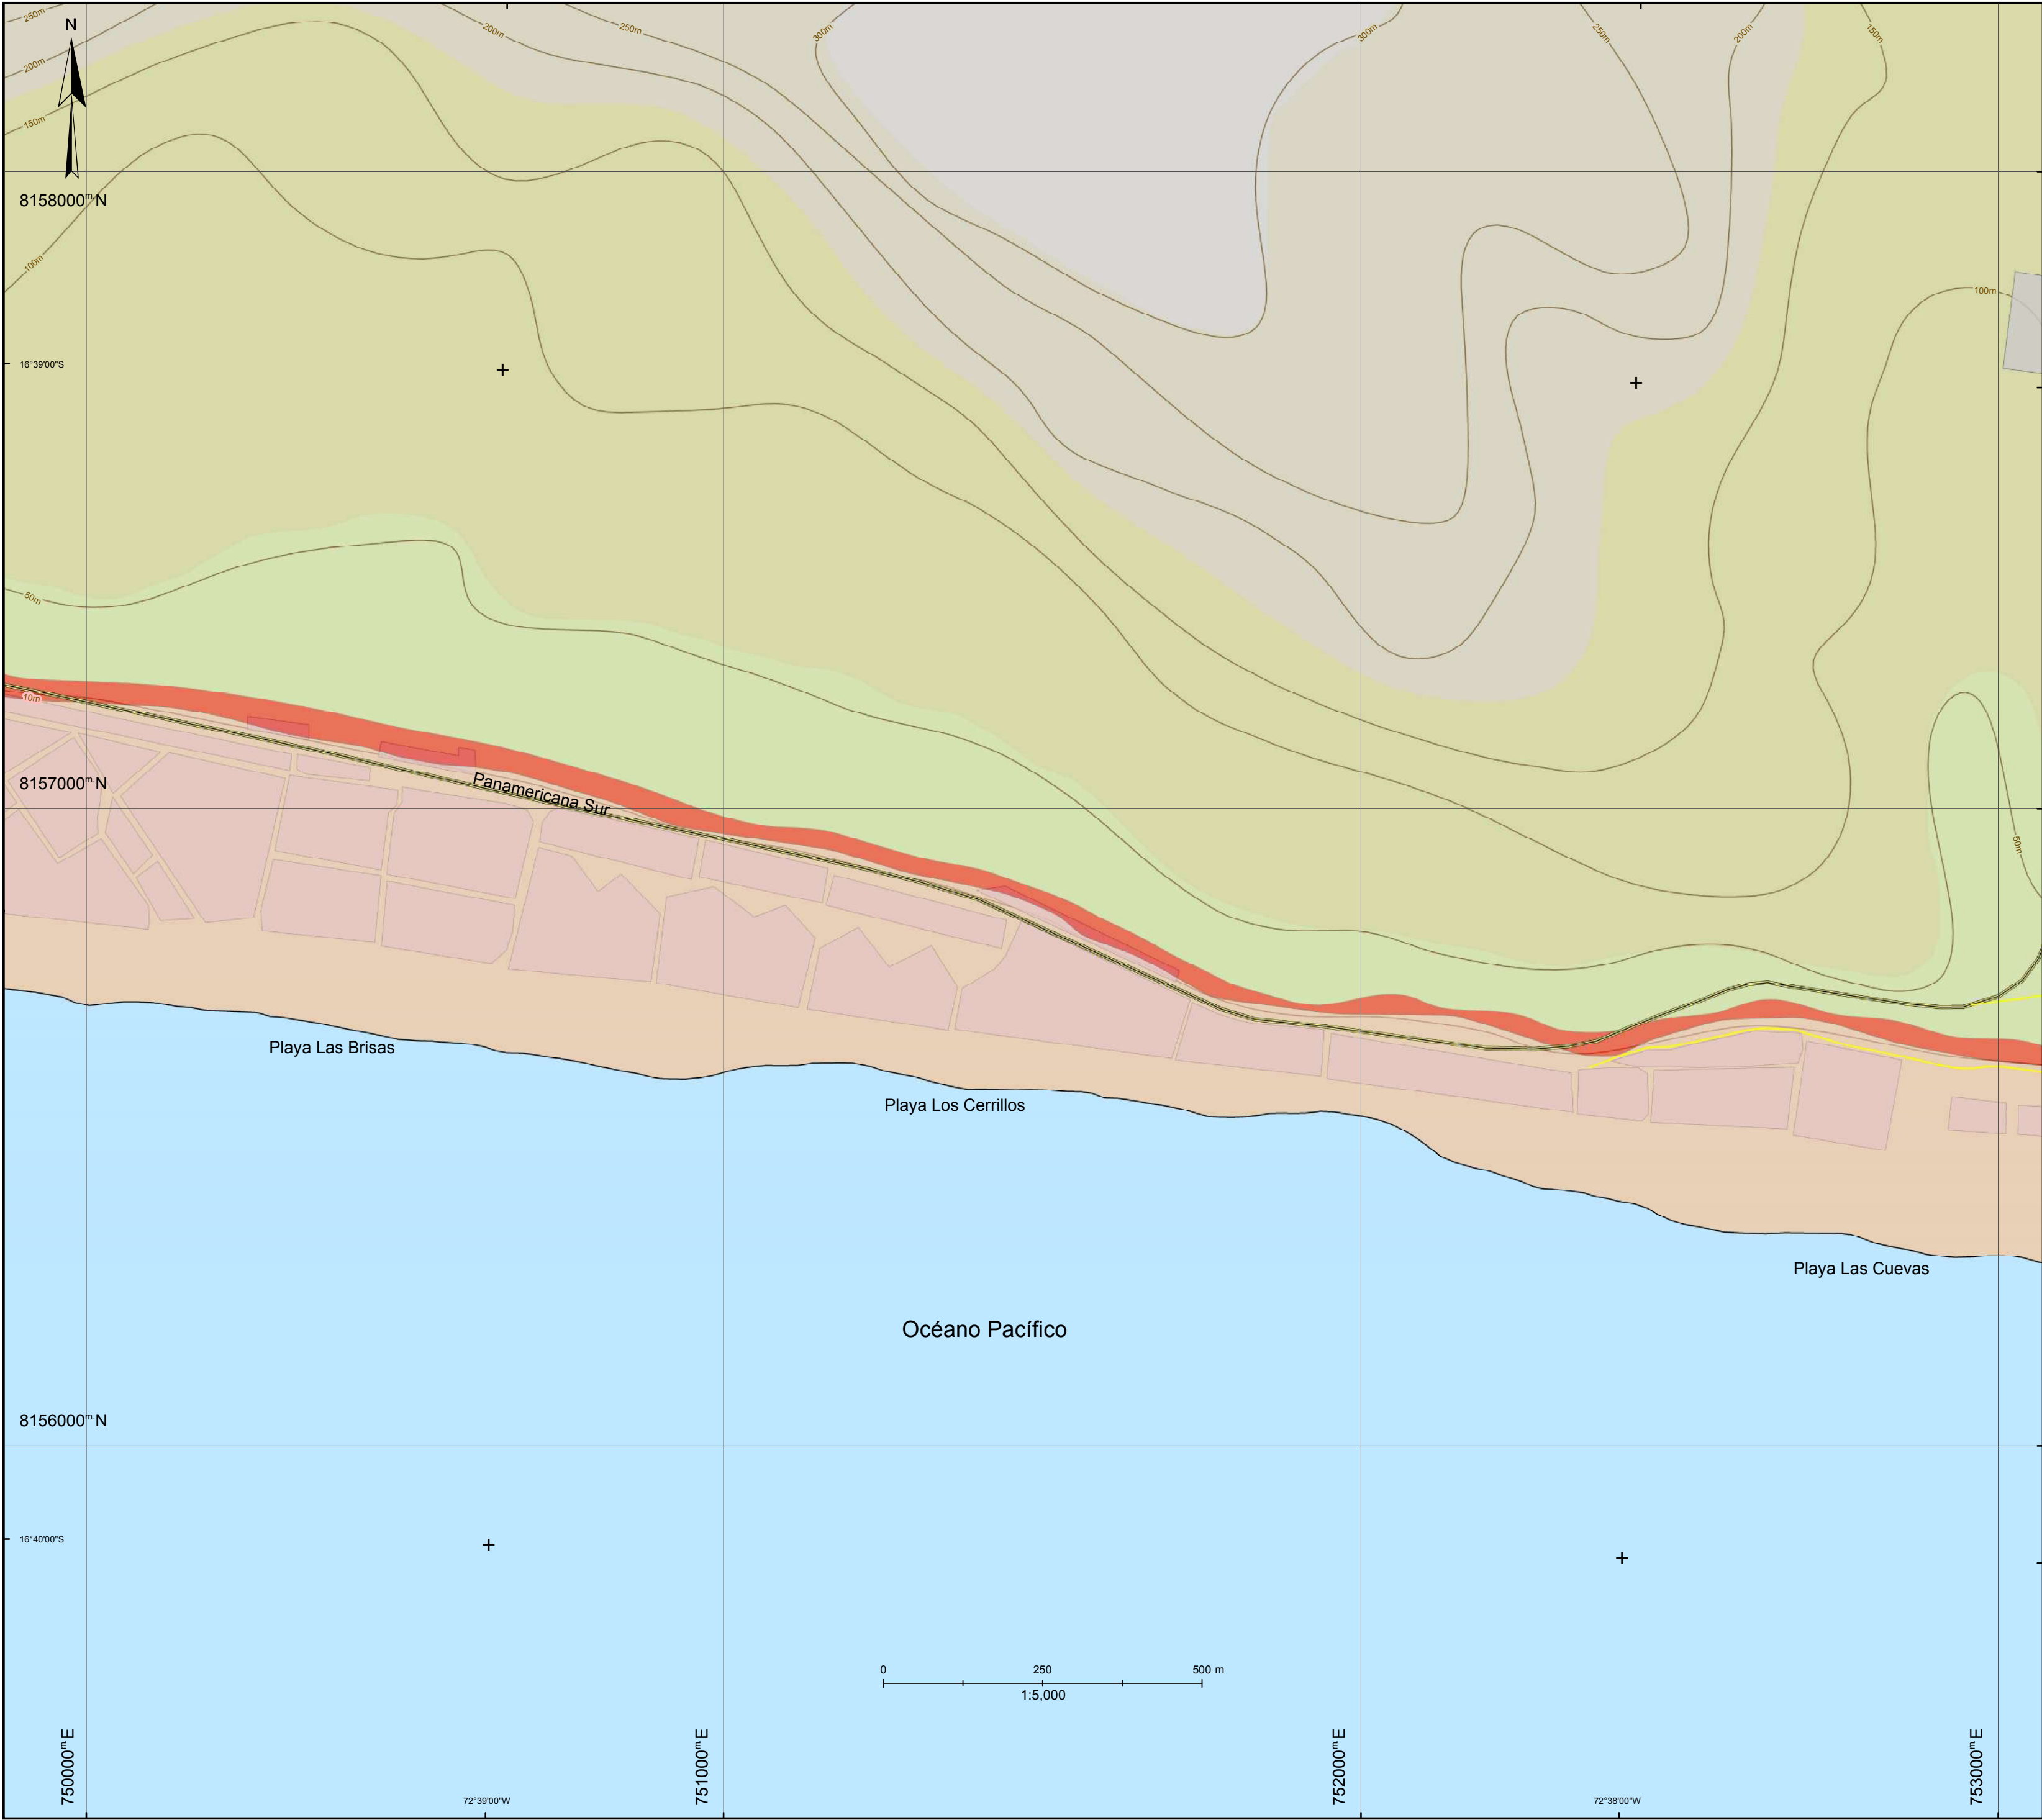 250m
200m
250m
300m
300m
250m
200m
150m
N
200m
150m
8158000m.N
100m
100m
16°39'00"S
50m
10m
8157000m.N
Panamericana Sur
50m
Playa Las Brisas
Playa Los Cerrillos
Playa Las Cuevas
Océano Pacífico
8156000m.N
16°40'00"S
0 250 500 m
1:5,000
750000m.E
751000m.E
752000m.E
753000m.E
72°39'00"W
72°38'00"W